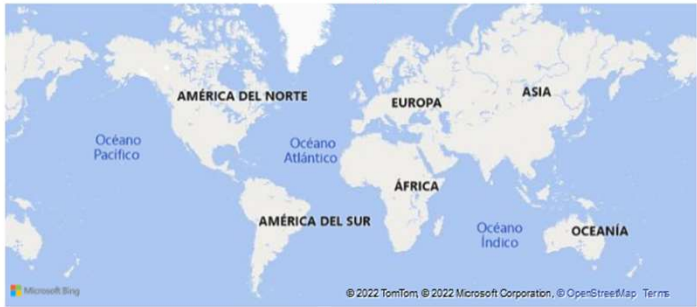 AMÉRICA DEL NORTE
EUROPA
ASIA
Océano
Pacífico
Océano
Atlántico
ÁFRICA
AMÉRICA DEL SUR
Océano
Índico
OCEANÍA
Microsoft Bing
© 2022 TomTom, © 2022 Microsoft Corporation, © OpenStreetMap Terms